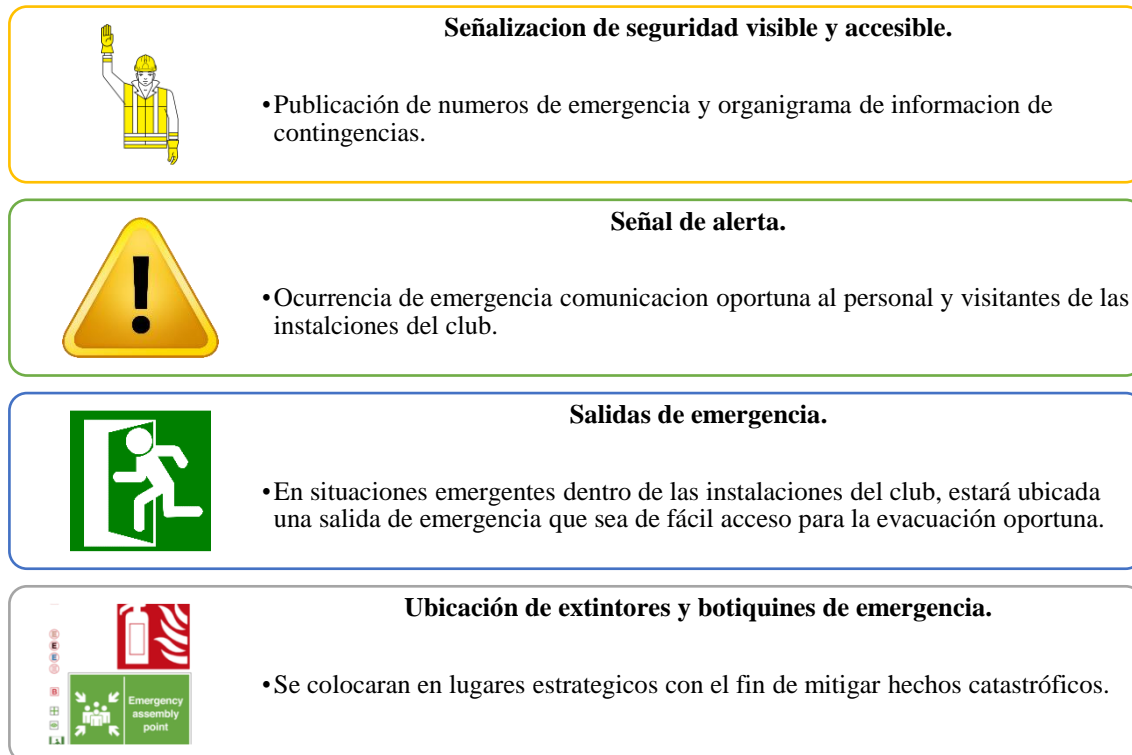 Señalizacion de seguridad visible y accesible.
•Publicación de numeros de emergencia y organigrama de informacion de
contingencias.
Señal de alerta.
•Ocurrencia de emergencia comunicacion oportuna al personal y visitantes de las
instalciones del club.
Salidas de emergencia.
•En situaciones emergentes dentro de las instalaciones del club, estará ubicada
una salida de emergencia que sea de fácil acceso para la evacuación oportuna.
Ubicación de extintores y botiquines de emergencia.
E
E
B
Emergency
assembly
point
•Se colocaran en lugares estrategicos con el fin de mitigar hechos catastróficos.